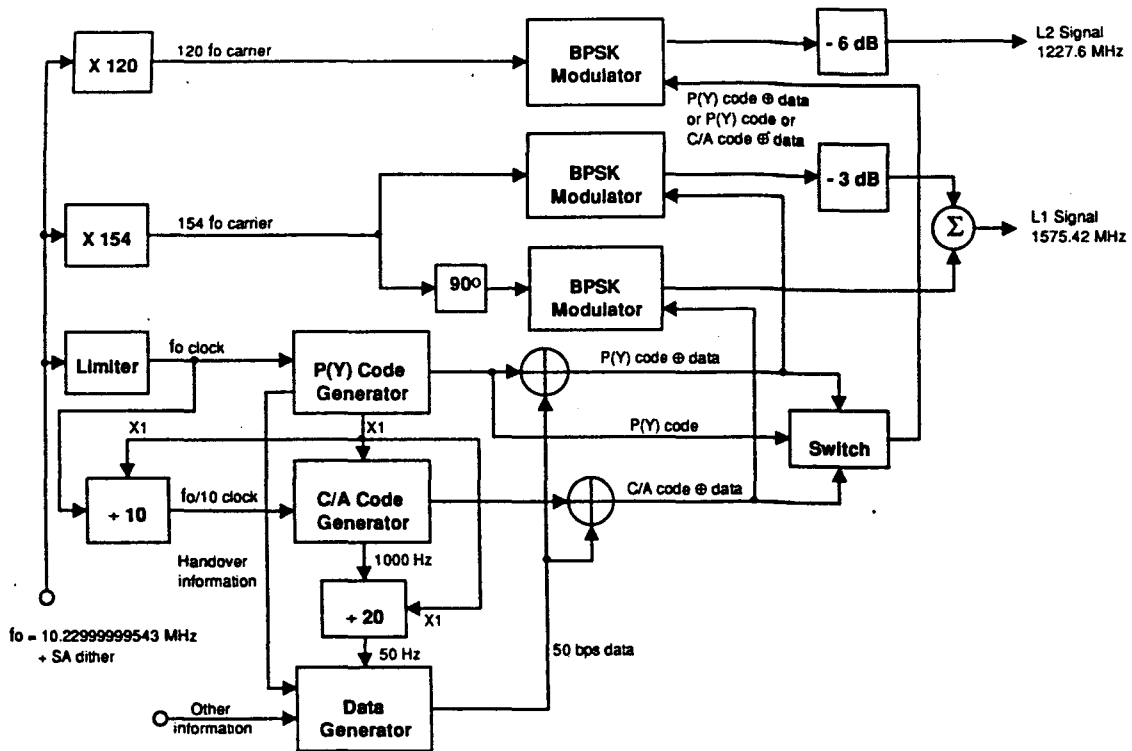 X 120
120 fo carrier
BPSK
Modulator
- 6 dB
L2 Signal
1227.6 MHz
P(Y) code ⊕ data
or P(Y) code or
C/A code ⊕ data
X 154
154 fo carrier
BPSK
Modulator
- 3 dB
Σ
L1 Signal
1575.42 MHz
90º
BPSK
Modulator
Limiter
fo clock
P(Y) Code
Generator
P(Y) code ⊕ data
X1
X1
P(Y) code
Switch
÷ 10
fo/10 clock
C/A Code
Generator
C/A code ⊕ data
Handover
information
1000 Hz
÷ 20
X1
fo = 10.22999999543 MHz
+ SA dither
50 Hz
50 bps data
Other
information
Data
Generator